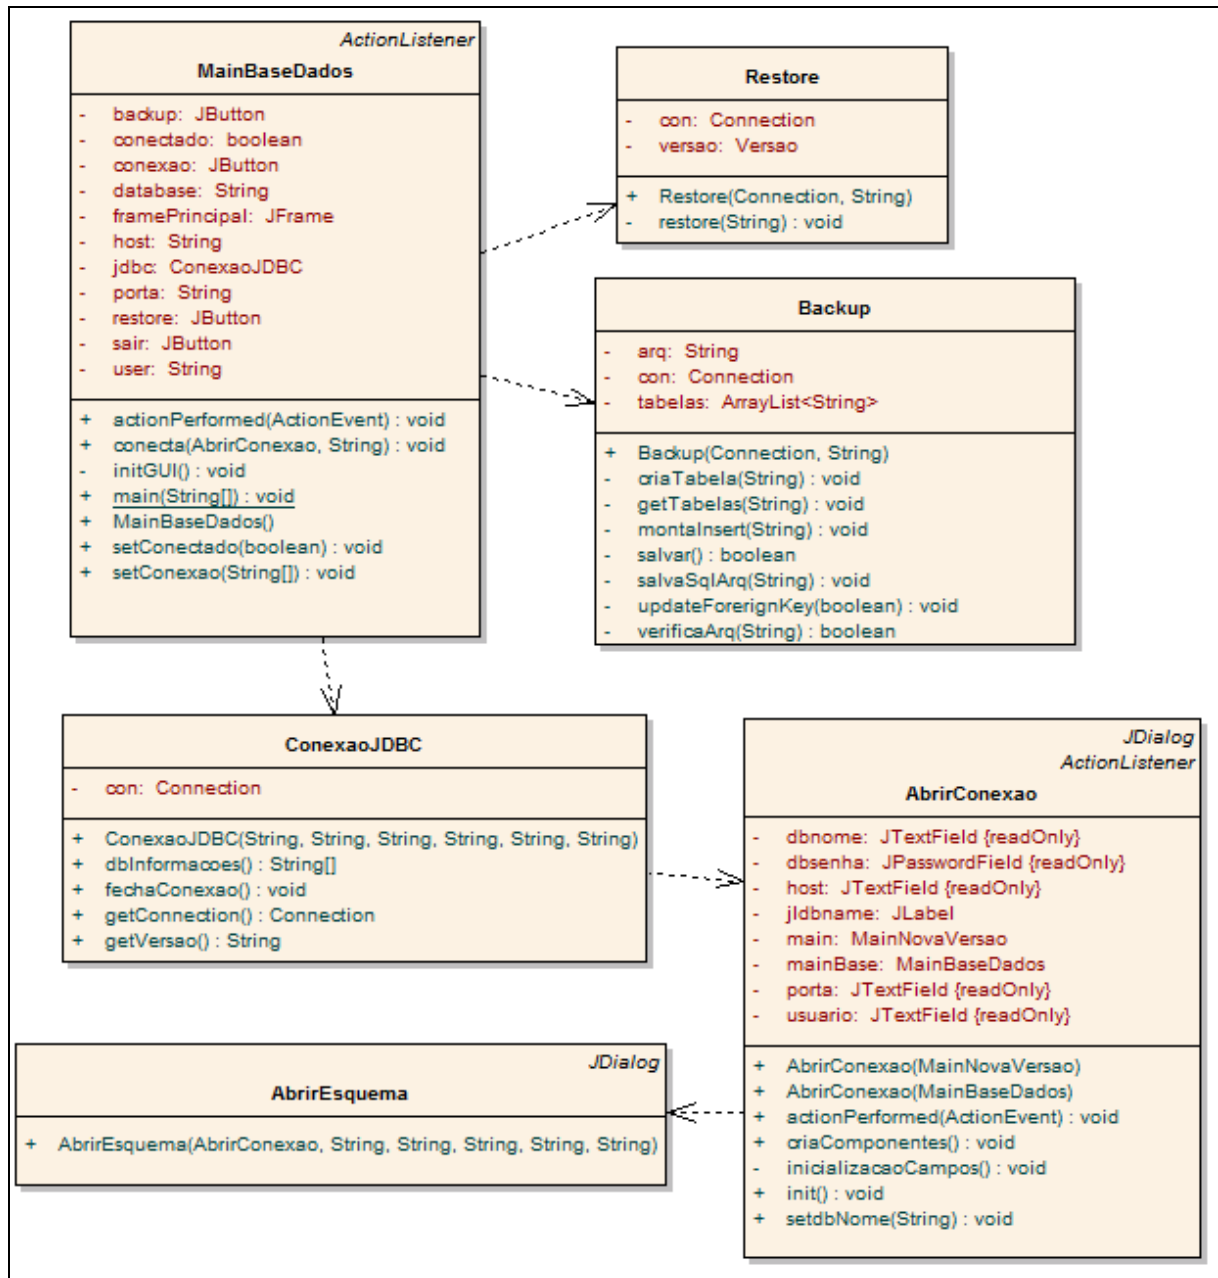 ActionListener
MainBaseDados
- backup: JButton
- conectado: boolean
- conexao: JButton
- database: String
- framePrincipal: JFrame
- host: String
- jdbc: ConexaoJDBC
- porta: String
- restore: JButton
- sair: JButton
- user: String
+ actionPerformed(ActionEvent) : void
+ conecta(AbrirConexao, String) : void
- initGUI() : void
+ main(String[]) : void
+ MainBaseDados()
+ setConectado(boolean) : void
+ setConexao(String[]) : void
Restore
- con: Connection
- versao: Versao
+ Restore(Connection, String)
- restore(String) : void
Backup
- arq: String
- con: Connection
- tabelas: ArrayList<String>
+ Backup(Connection, String)
- criaTabela(String) : void
- getTabelas(String) : void
- montaInsert(String) : void
- salvar() : boolean
- salvaSqlArq(String) : void
- updateForerignKey(boolean) : void
- verificaArq(String) : boolean
ConexaoJDBC
- con: Connection
+ ConexaoJDBC(String, String, String, String, String, String)
+ dbInformacoes() : String[]
+ fechaConexao() : void
+ getConnection() : Connection
+ getVersao() : String
JDialog
ActionListener
AbrirConexao
- dbnome: JTextField {readOnly}
- dbsenha: JPasswordField {readOnly}
- host: JTextField {readOnly}
- jldbname: JLabel
- main: MainNovaVersao
- mainBase: MainBaseDados
- porta: JTextField {readOnly}
- usuario: JTextField {readOnly}
+ AbrirConexao(MainNovaVersao)
+ AbrirConexao(MainBaseDados)
+ actionPerformed(ActionEvent) : void
+ criaComponentes() : void
- inicializacaoCampos() : void
+ init() : void
+ setdbNome(String) : void
JDialog
AbrirEsquema
+ AbrirEsquema(AbrirConexao, String, String, String, String, String)